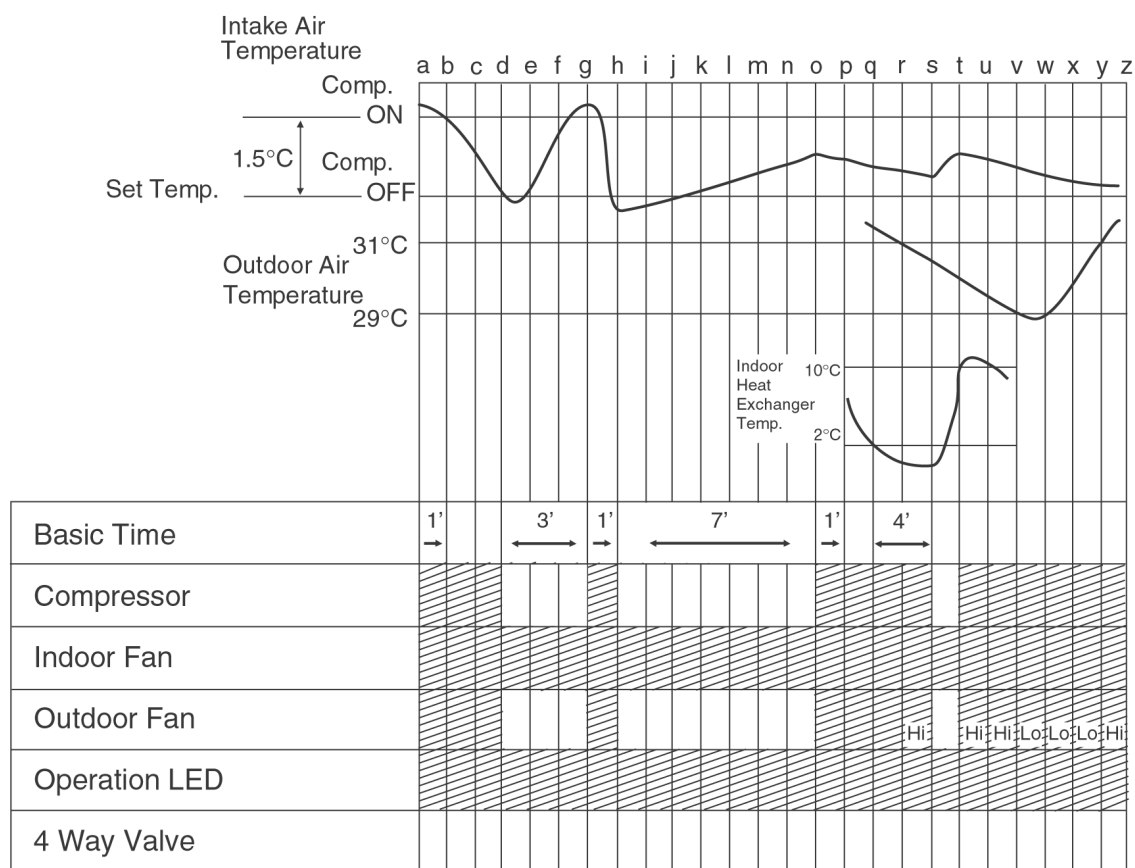 Intake Air
Temperature
a b c d e f g h i j k l m n o p q r s t u v w x y z
Comp.
ON
1.5°C
Comp.
Set Temp.
OFF
31°C
Outdoor Air
Temperature
29°C
Indoor
Heat
Exchanger
Temp.
10°C
2°C
Basic Time
1’ 3’ 1’ 7’ 1’ 4’
Compressor
Indoor Fan
Outdoor Fan
Hi Hi Hi Lo Lo Lo Hi
Operation LED
4 Way Valve